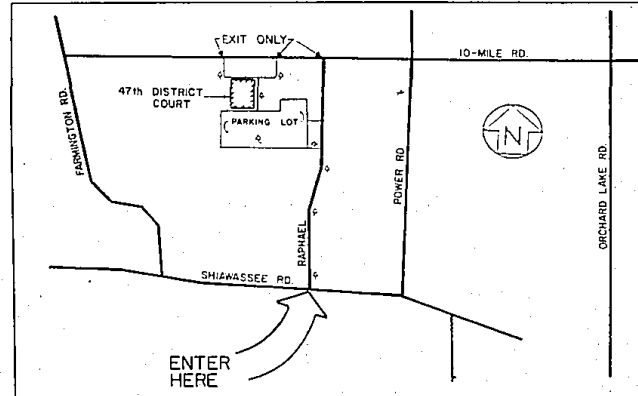 EXIT ONLY
10-MILE RD.
47th DISTRICT
COURT
PARKING LOT
FARMINGTON RD.
N
POWER RD
ORCHARD LAKE RD.
RAPHAEL
SHIAWASSEE RD.
ENTER
HERE